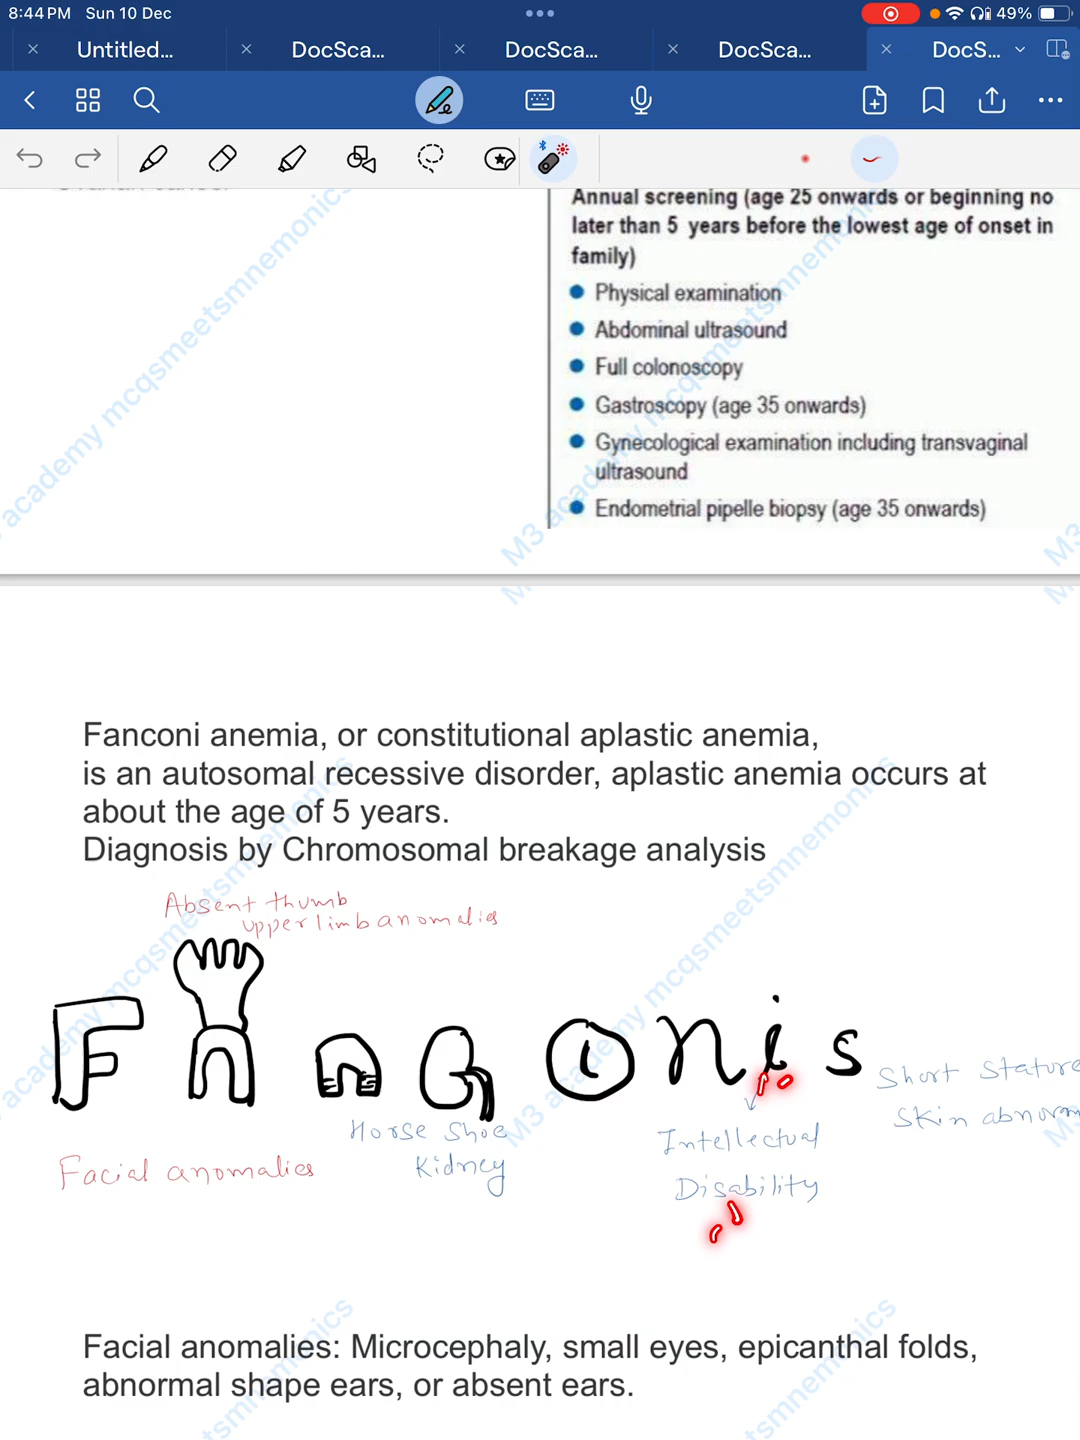 8:44 PM Sun 10 Dec
49%
Untitled...
DocSca...
DocSca...
DocSca...
DocS...
Annual screening (age 25 onwards or beginning no
later than 5 years before the lowest age of onset in
family)
Physical examination
Abdominal ultrasound
Full colonoscopy
Gastroscopy (age 35 onwards)
Gynecological examination including transvaginal
ultrasound
Endometrial pipelle biopsy (age 35 onwards)
M3 academy mcqsmeetsmnemonics
Fanconi anemia, or constitutional aplastic anemia,
is an autosomal recessive disorder, aplastic anemia occurs at
about the age of 5 years.
Diagnosis by Chromosomal breakage analysis
Absent thumb
upper limb anomalies
Fanconis
Short stature
Skin abnorm
Horse Shoe
Kidney
Intellectual
Disability
Facial anomalies
Facial anomalies: Microcephaly, small eyes, epicanthal folds,
abnormal shape ears, or absent ears.